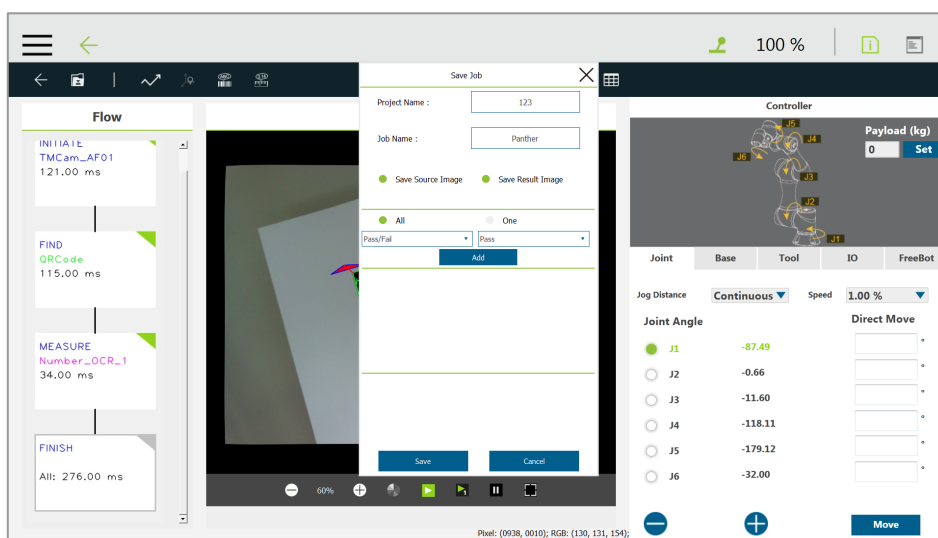 100 %
Save Job
Project Name :
123
Job Name :
Panther
Save Source Image
Save Result Image
All
One
Pass/Fail
Pass
Add
Save
Cancel
Flow
INITIATE
TMCam_AF01
121.00 ms
FIND
QRCode
115.00 ms
MEASURE
Number_OCR_1
34.00 ms
FINISH
All: 276.00 ms
60%
Pixel: (0938, 0010); RGB: (130, 131, 154);
Controller
J5
J4
J6
J3
J2
J1
Payload (kg)
0
Set
Joint
Base
Tool
IO
FreeBot
Jog Distance
Continuous
Speed
1.00 %
Joint Angle
Direct Move
J1 -87.49 °
J2 -0.66 °
J3 -11.60 °
J4 -118.11 °
J5 -179.12 °
J6 -32.00 °
Move